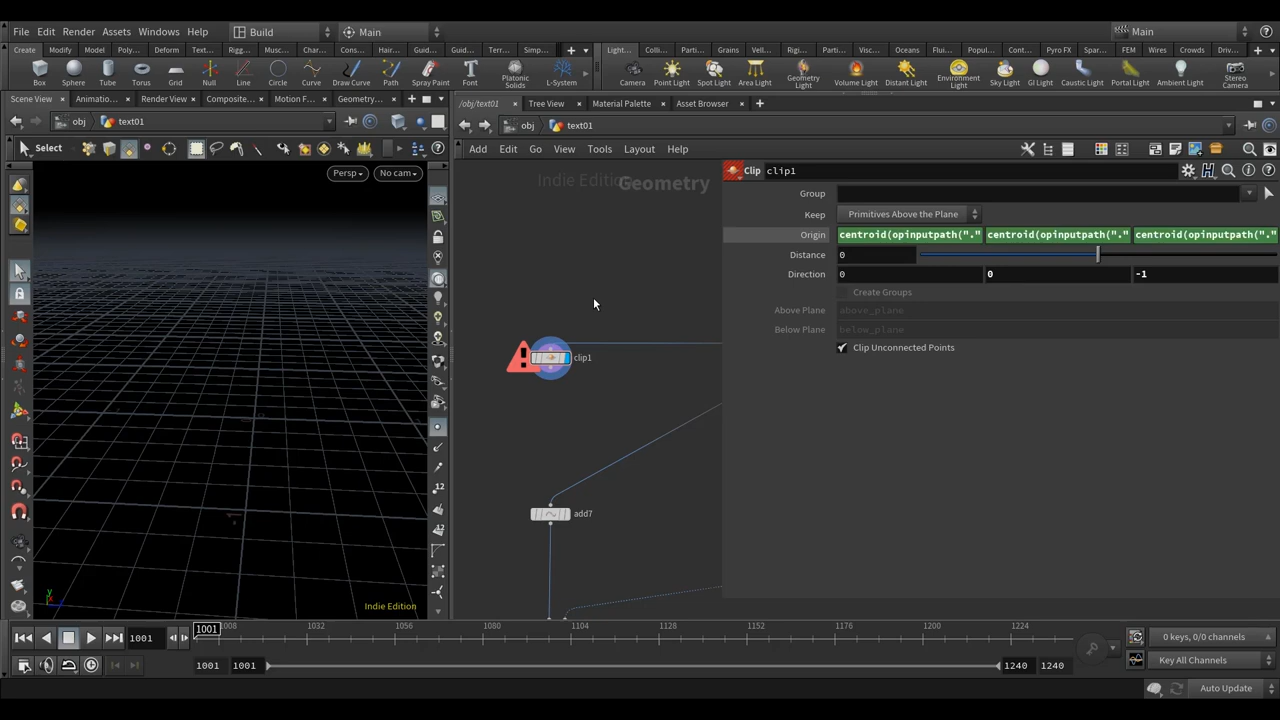 File Edit Render Assets Windows Help Build Main Main
Create Modify Model Poly... Deform Text... Rigg... Musc... Char... Cons... Hair... Guid... Guid... Terr... Simp... Light... Colli... Parti... Grains Vell... Rigi... Parti... Visc... Oceans Flui... Popul... Cont... Pyro FX Spar... FEM Wires Crowds Driv...
Box Sphere Tube Torus Grid Null Line Circle Curve Draw Curve Path Spray Paint Font Platonic Solids L-System Camera Point Light Spot Light Area Light Geometry Light Volume Light Distant Light Environment Light Sky Light GI Light Caustic Light Portal Light Ambient Light Stereo Camera
Scene View Animatio... Render View Composite... Motion F... Geometry... /obj/text01 Tree View Material Palette Asset Browser
obj text01 obj text01
Select Add Edit Go View Tools Layout Help
Persp No cam
Indie Edition Geometry
Clip clip1
Group
Keep Primitives Above the Plane
Origin centroid(opinputpath("." centroid(opinputpath("." centroid(opinputpath("."
Distance 0
Direction 0 0 -1
Create Groups
Above Plane above_plane
Below Plane below_plane
Clip Unconnected Points
clip1
add7
y
Indie Edition
1001 1001 1008 1032 1056 1080 1104 1128 1152 1176 1200 1224 0 keys, 0/0 channels
1001 1001 1240 1240 Key All Channels
Auto Update